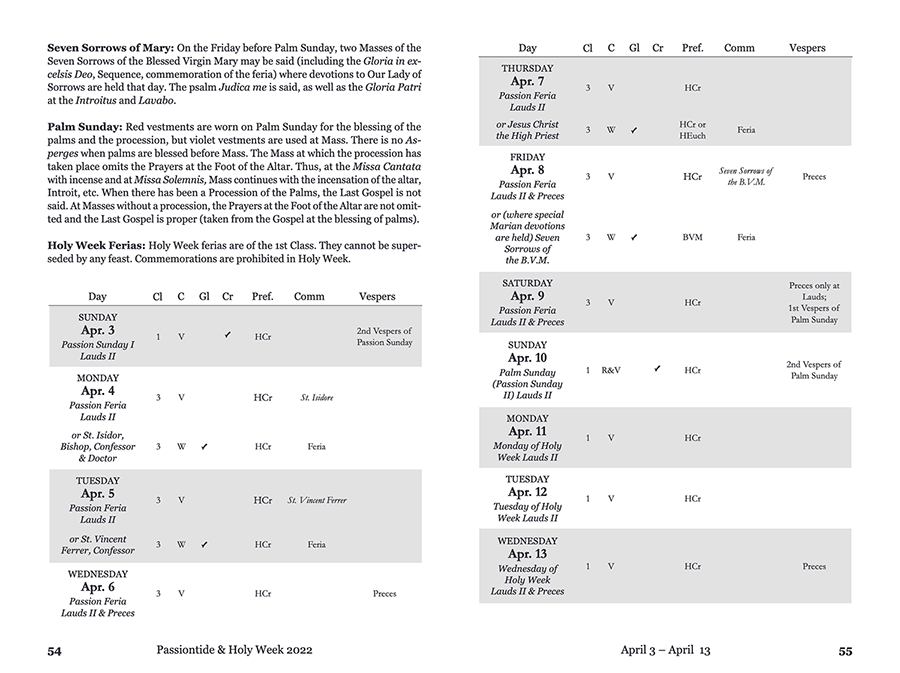 Seven Sorrows of Mary: On the Friday before Palm Sunday, two Masses of the
Seven Sorrows of the Blessed Virgin Mary may be said (including the Gloria in ex-
celsis Deo, Sequence, commemoration of the feria) where devotions to Our Lady of
Sorrows are held that day. The psalm Judica me is said, as well as the Gloria Patri
at the Introitus and Lavabo.
Palm Sunday: Red vestments are worn on Palm Sunday for the blessing of the
palms and the procession, but violet vestments are used at Mass. There is no As-
perges when palms are blessed before Mass. The Mass at which the procession has
taken place omits the Prayers at the Foot of the Altar. Thus, at the Missa Cantata
with incense and at Missa Solemnis, Mass continues with the incensation of the altar,
Introit, etc. When there has been a Procession of the Palms, the Last Gospel is not
said. At Masses without a procession, the Prayers at the Foot of the Altar are not omit-
ted and the Last Gospel is proper (taken from the Gospel at the blessing of palms).
Holy Week Ferias: Holy Week ferias are of the 1st Class. They cannot be super-
seded by any feast. Commemorations are prohibited in Holy Week.
Day Cl C Gl Cr Pref. Comm Vespers
SUNDAY
Apr. 3
Passion Sunday I
Lauds II
1 V ✓ HCr
2nd Vespers of
Passion Sunday
MONDAY
Apr. 4
Passion Feria
Lauds II
3 V HCr St. Isidore
or St. Isidor,
Bishop, Confessor
& Doctor
3 W ✓ HCr Feria
TUESDAY
Apr. 5
Passion Feria
Lauds II
3 V HCr St. Vincent Ferrer
or St. Vincent
Ferrer, Confessor
3 W ✓ HCr Feria
WEDNESDAY
Apr. 6
Passion Feria
Lauds II & Preces
3 V HCr Preces
54 Passiontide & Holy Week 2022
Day Cl C Gl Cr Pref. Comm Vespers
THURSDAY
Apr. 7
Passion Feria
Lauds II
3 V HCr
or Jesus Christ
the High Priest
3 W ✓
HCr or
HEuch
Feria
FRIDAY
Apr. 8
Passion Feria
Lauds II & Preces
3 V HCr
Seven Sorrows of
the B.V.M.
Preces
or (where special
Marian devotions
are held) Seven
Sorrows of
the B.V.M.
3 W ✓ BVM Feria
SATURDAY
Apr. 9
Passion Feria
Lauds II & Preces
3 V HCr
Preces only at
Lauds;
1st Vespers of
Palm Sunday
SUNDAY
Apr. 10
Palm Sunday
(Passion Sunday
II) Lauds II
1 R&V ✓ HCr
2nd Vespers of
Palm Sunday
MONDAY
Apr. 11
Monday of Holy
Week Lauds II
1 V HCr
TUESDAY
Apr. 12
Tuesday of Holy
Week Lauds II
1 V HCr
WEDNESDAY
Apr. 13
Wednesday of
Holy Week
Lauds II & Preces
1 V HCr Preces
April 3 – April 13 55